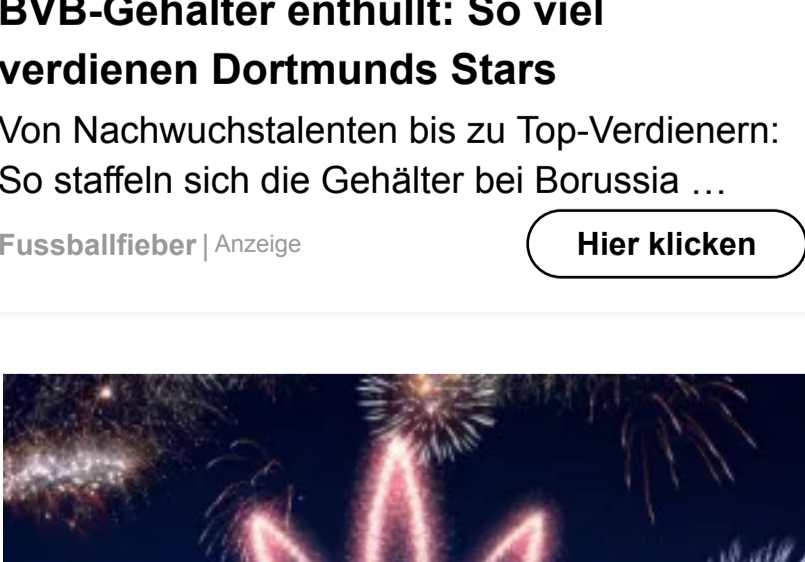 BVB-Gehälter enthüllt: So viel
verdienen Dortmunds Stars
Von Nachwuchstalenten bis zu Top-Verdienern:
So staffeln sich die Gehälter bei Borussia …
Fussballfieber | Anzeige
Hier klicken